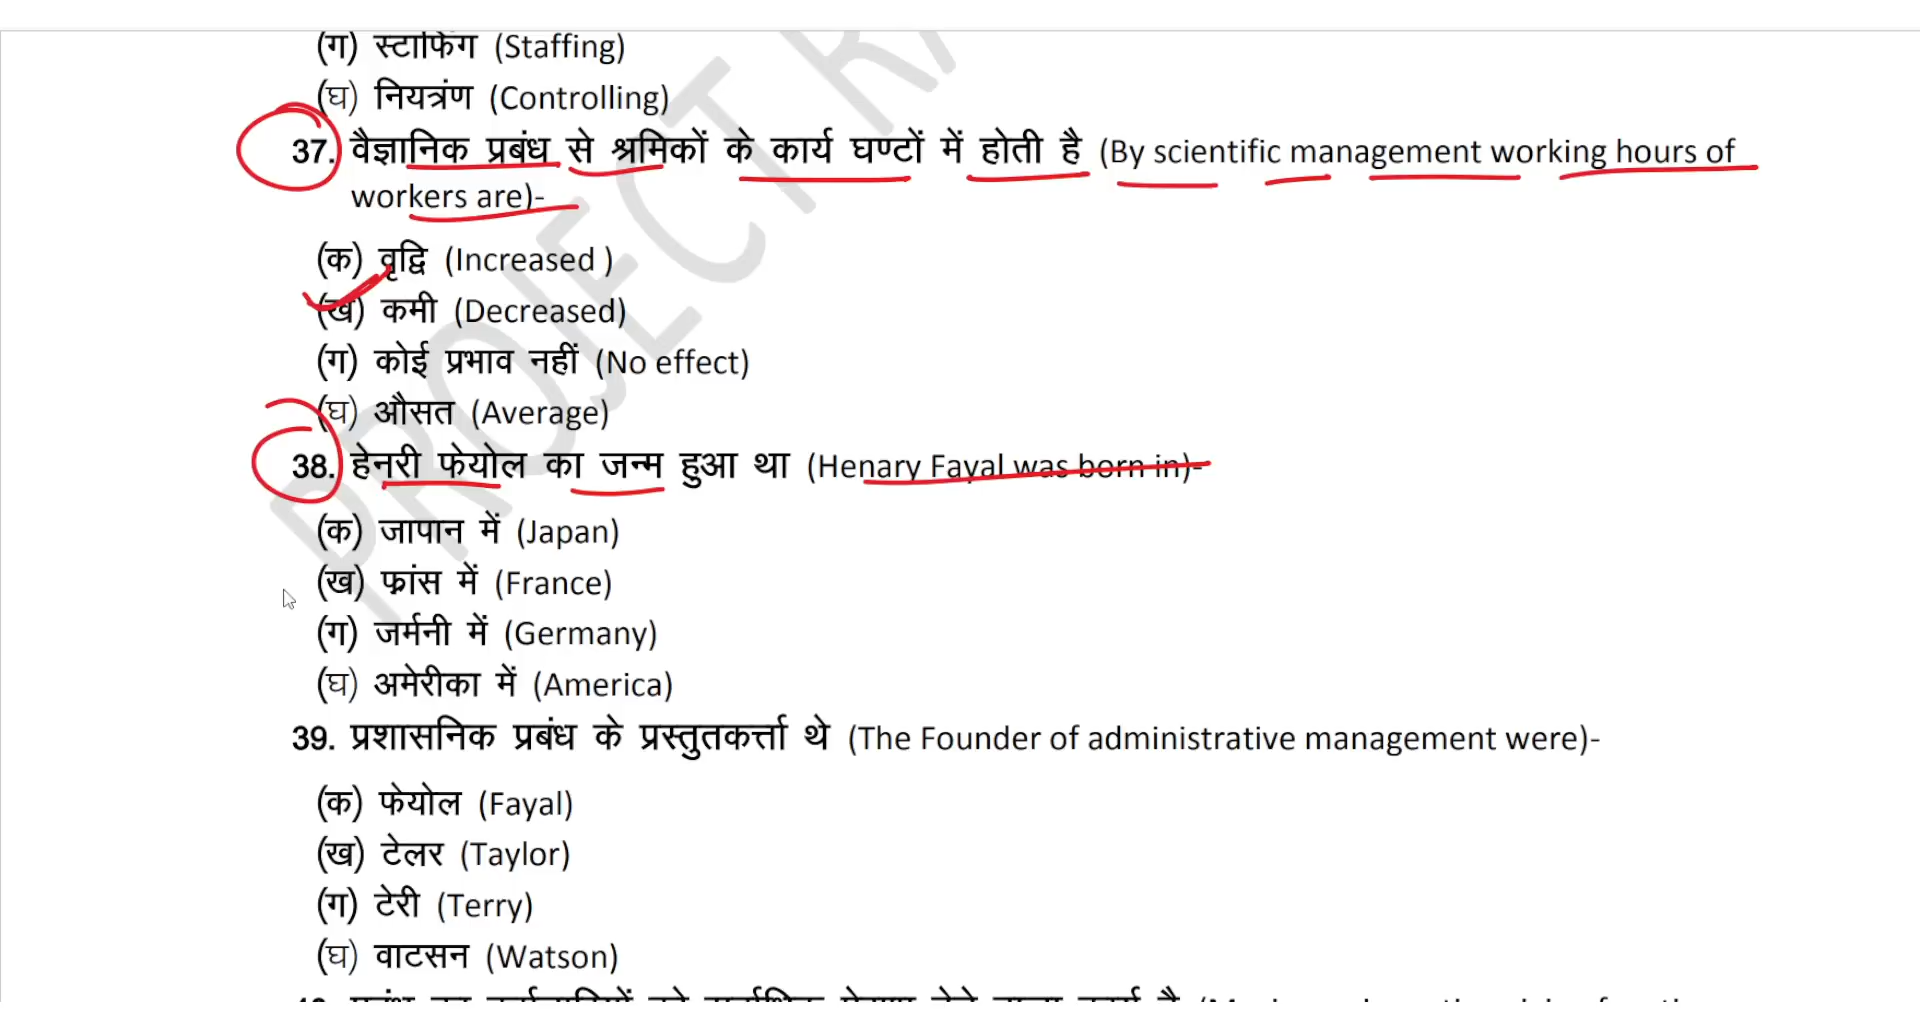 (ग) स्टाफिंग (Staffing)
(घ) नियत्रंण (Controlling)
37. वैज्ञानिक प्रबंध से श्रमिकों के कार्य घण्टों में होती है (By scientific management working hours of
workers are)-
(क) वृद्वि (Increased )
(ख) कमी (Decreased)
(ग) कोई प्रभाव नहीं (No effect)
(घ) औसत (Average)
38. हेनरी फेयोल का जन्म हुआ था (Henary Fayal was born in)-
(क) जापान में (Japan)
(ख) फ्रांस में (France)
(ग) जर्मनी में (Germany)
(घ) अमेरीका में (America)
39. प्रशासनिक प्रबंध के प्रस्तुतकर्त्ता थे (The Founder of administrative management were)-
(क) फेयोल (Fayal)
(ख) टेलर (Taylor)
(ग) टेरी (Terry)
(घ) वाटसन (Watson)
PROJECT